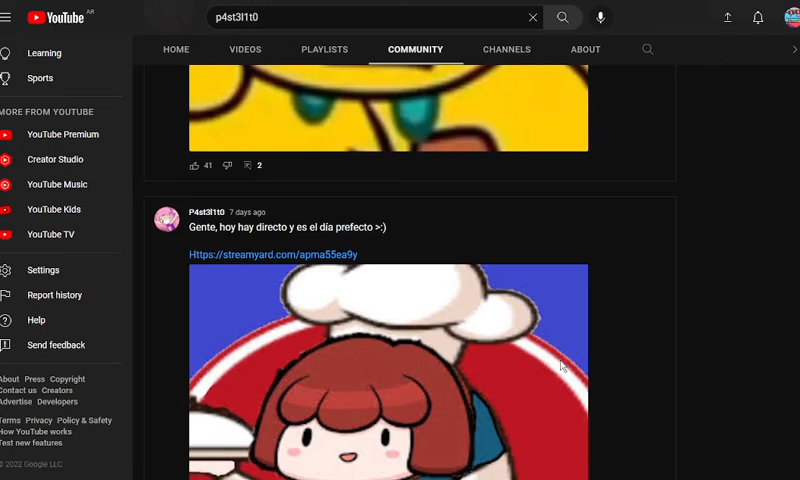 YouTube AR
p4st3l1t0
HOME VIDEOS PLAYLISTS COMMUNITY CHANNELS ABOUT
Learning
Sports
MORE FROM YOUTUBE
YouTube Premium
Creator Studio
YouTube Music
YouTube Kids
YouTube TV
Settings
Report history
Help
Send feedback
About Press Copyright
Contact us Creators
Advertise Developers
Terms Privacy Policy & Safety
How YouTube works
Test new features
© 2022 Google LLC
41 2
P4st3l1t0 7 days ago
Gente, hoy hay directo y es el día prefecto >:)
Https://streamyard.com/apma55ea9y